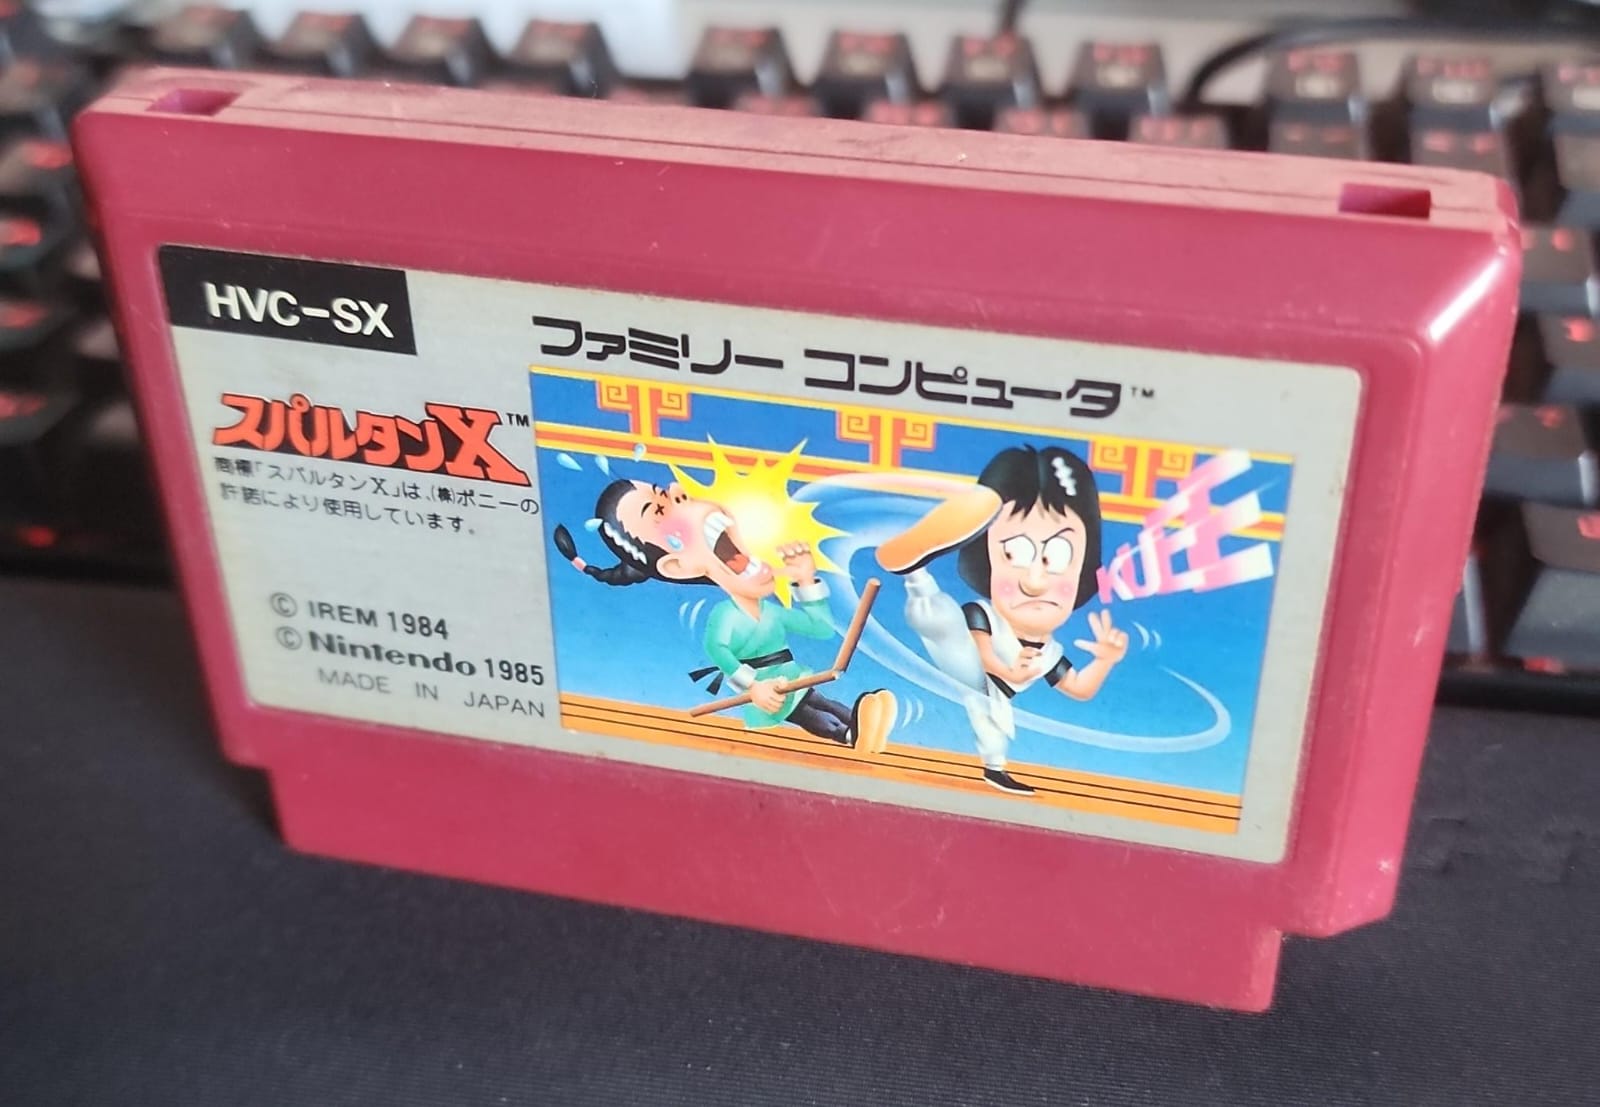 HVC-SX
ファミリー コンピュータ™
スパルタンX™
商標「スパルタンX」は、(株)ポニーの
許諾により使用しています。
© IREM 1984
© Nintendo 1985
MADE IN JAPAN
KUEEE